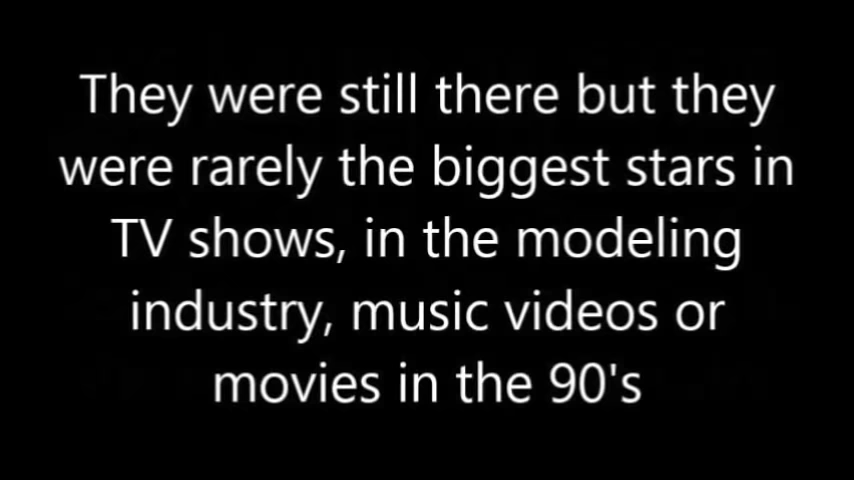 They were still there but they
were rarely the biggest stars in
TV shows, in the modeling
industry, music videos or
movies in the 90's